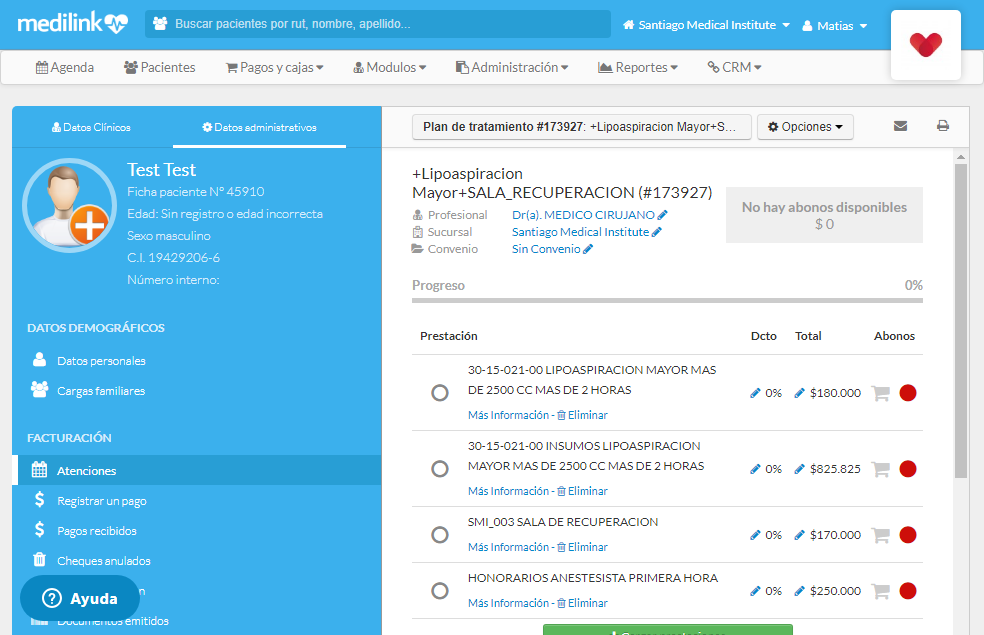 medilink
Buscar pacientes por rut, nombre, apellido...
Santiago Medical Institute
Matias
Agenda
Pacientes
Pagos y cajas
Modulos
Administración
Reportes
CRM
Datos Clínicos
Datos administrativos
Test Test
Ficha paciente N° 45910
Edad: Sin registro o edad incorrecta
Sexo masculino
C.I. 19429206-6
Número interno:
DATOS DEMOGRÁFICOS
Datos personales
Cargas familiares
FACTURACIÓN
Atenciones
Registrar un pago
Pagos recibidos
Cheques anulados
Ayuda
Documentos emitidos
Plan de tratamiento #173927: +Lipoaspiracion Mayor+S...
Opciones
+Lipoaspiracion
Mayor+SALA_RECUPERACION (#173927)
Profesional Dr(a). MEDICO CIRUJANO
Sucursal Santiago Medical Institute
Convenio Sin Convenio
No hay abonos disponibles
$ 0
Progreso 0%
Prestación Dcto Total Abonos
30-15-021-00 LIPOASPIRACION MAYOR MAS
DE 2500 CC MAS DE 2 HORAS
0% $180.000
Más Información - Eliminar
30-15-021-00 INSUMOS LIPOASPIRACION
MAYOR MAS DE 2500 CC MAS DE 2 HORAS
0% $825.825
Más Información - Eliminar
SMI_003 SALA DE RECUPERACION
0% $170.000
Más Información - Eliminar
HONORARIOS ANESTESISTA PRIMERA HORA
0% $250.000
Más Información - Eliminar